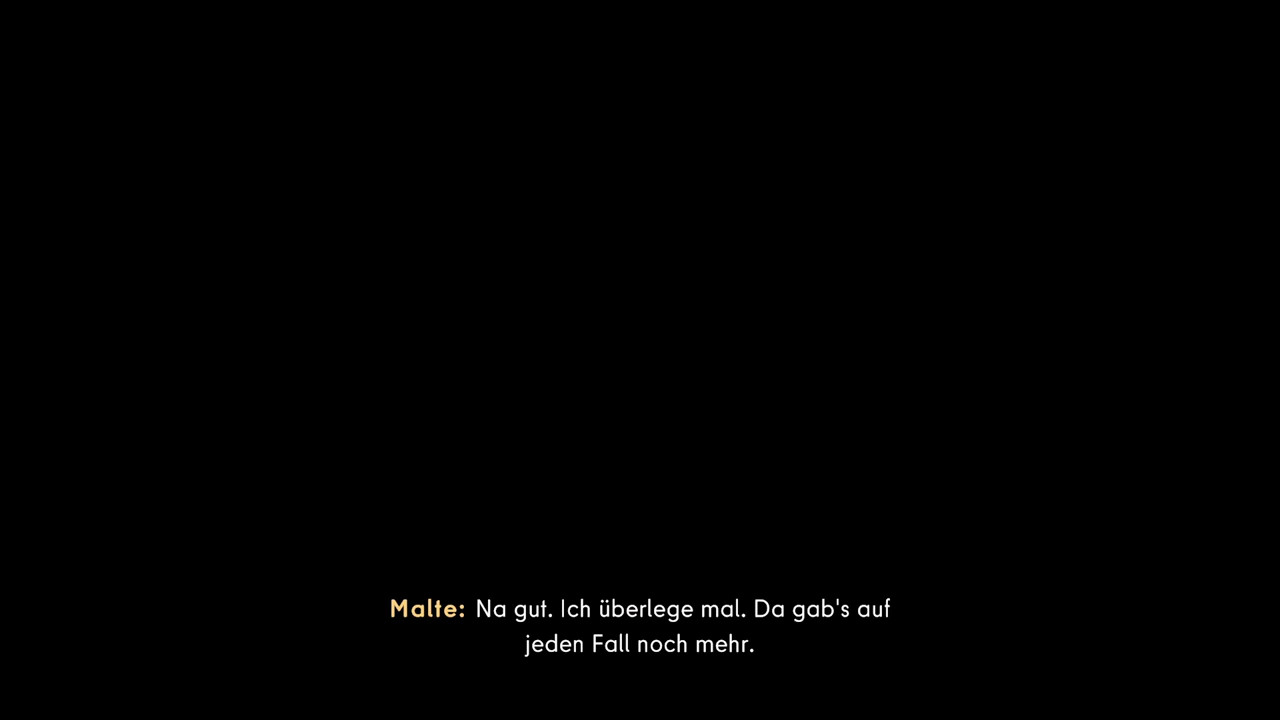 Malte: Na gut. Ich überlege mal. Da gab's auf
jeden Fall noch mehr.